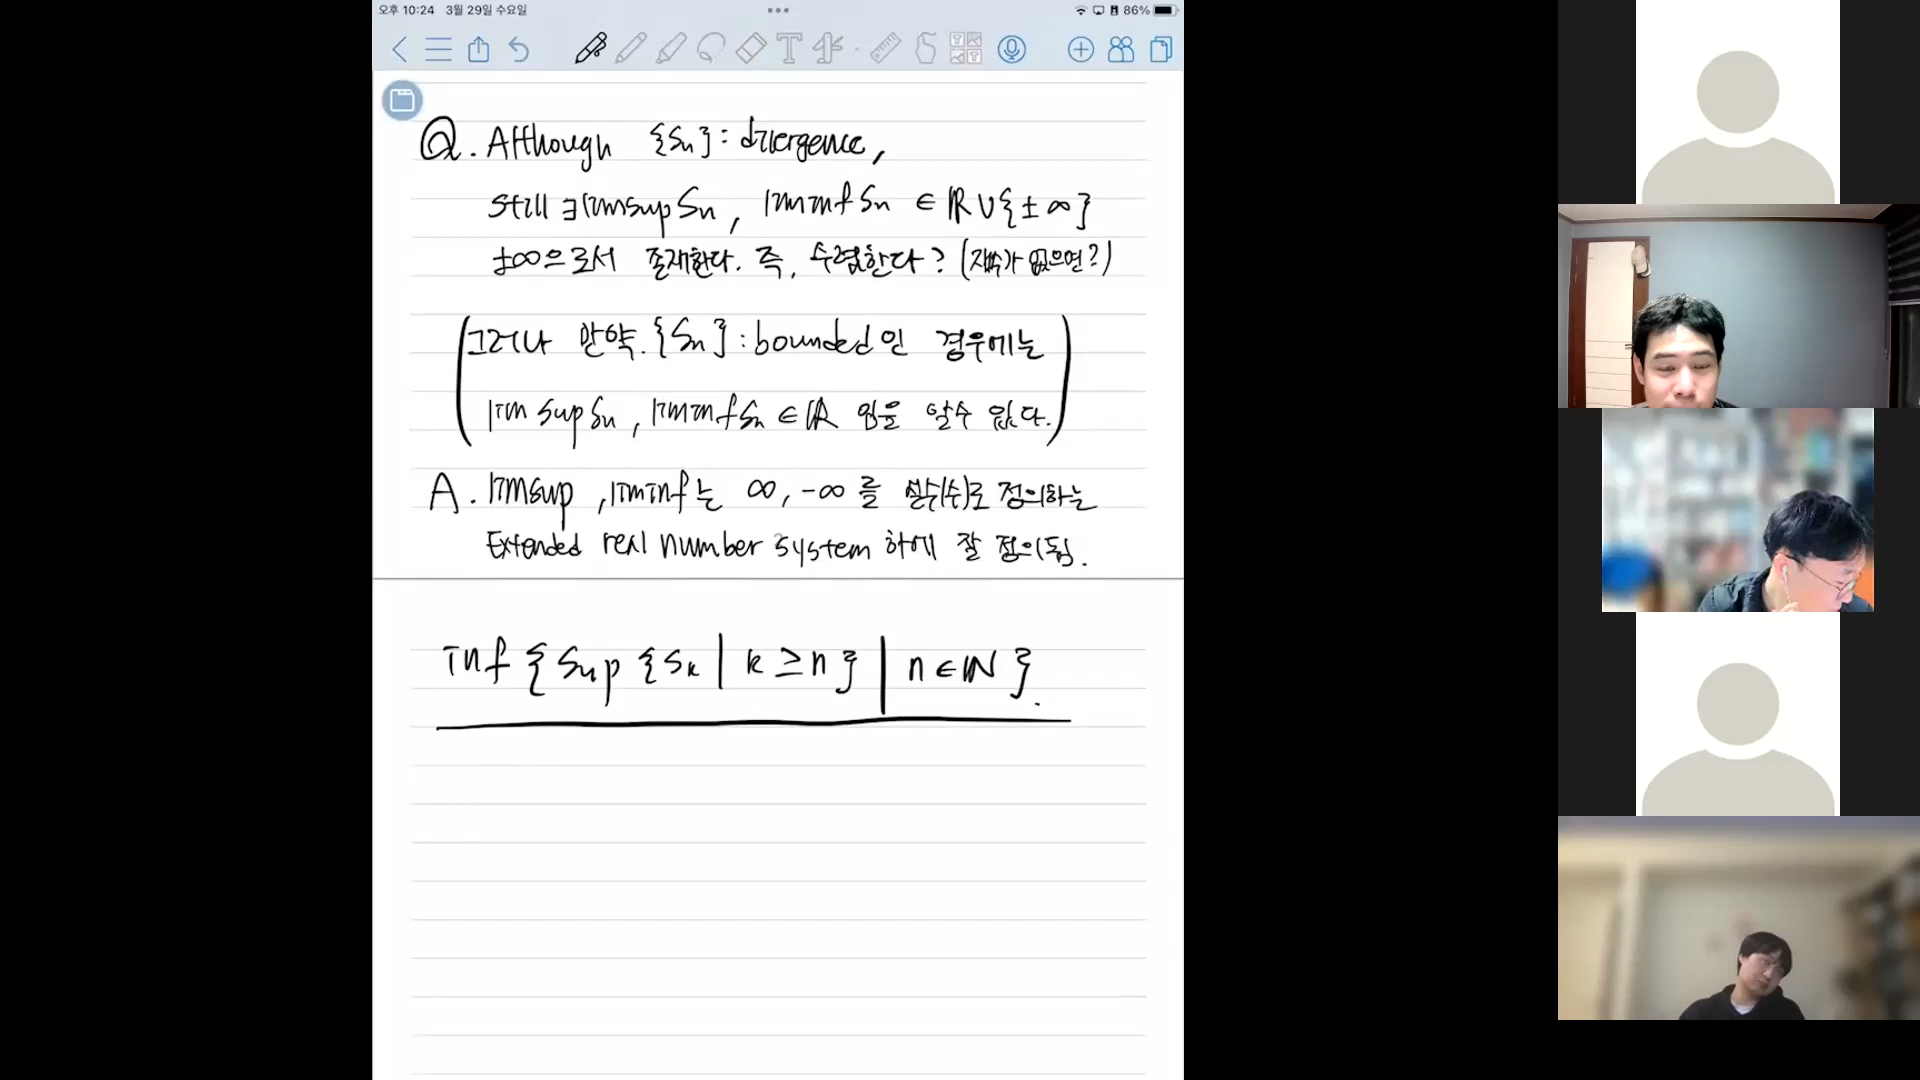 오후 10:24 3월 29일 수요일
86%
Q. Although {Sn} : divergence,
still ∃limsup Sn, liminf Sn ∈ ℝ ∪ {± ∞}
±∞으로서 존재한다. 즉, 수렴한다? (재수가 없으면?)
(그러나 만약. {Sn} : bounded인 경우에는
lim sup Sn, liminf Sn ∈ ℝ 임을 알 수 있다.)
A. limsup, liminf는 ∞, -∞ 를 실수(수)로 정의하는
Extended real number system 하에 잘 정의됨.
inf { sup {Sk | k ≥ n } | n ∈ ℕ }.